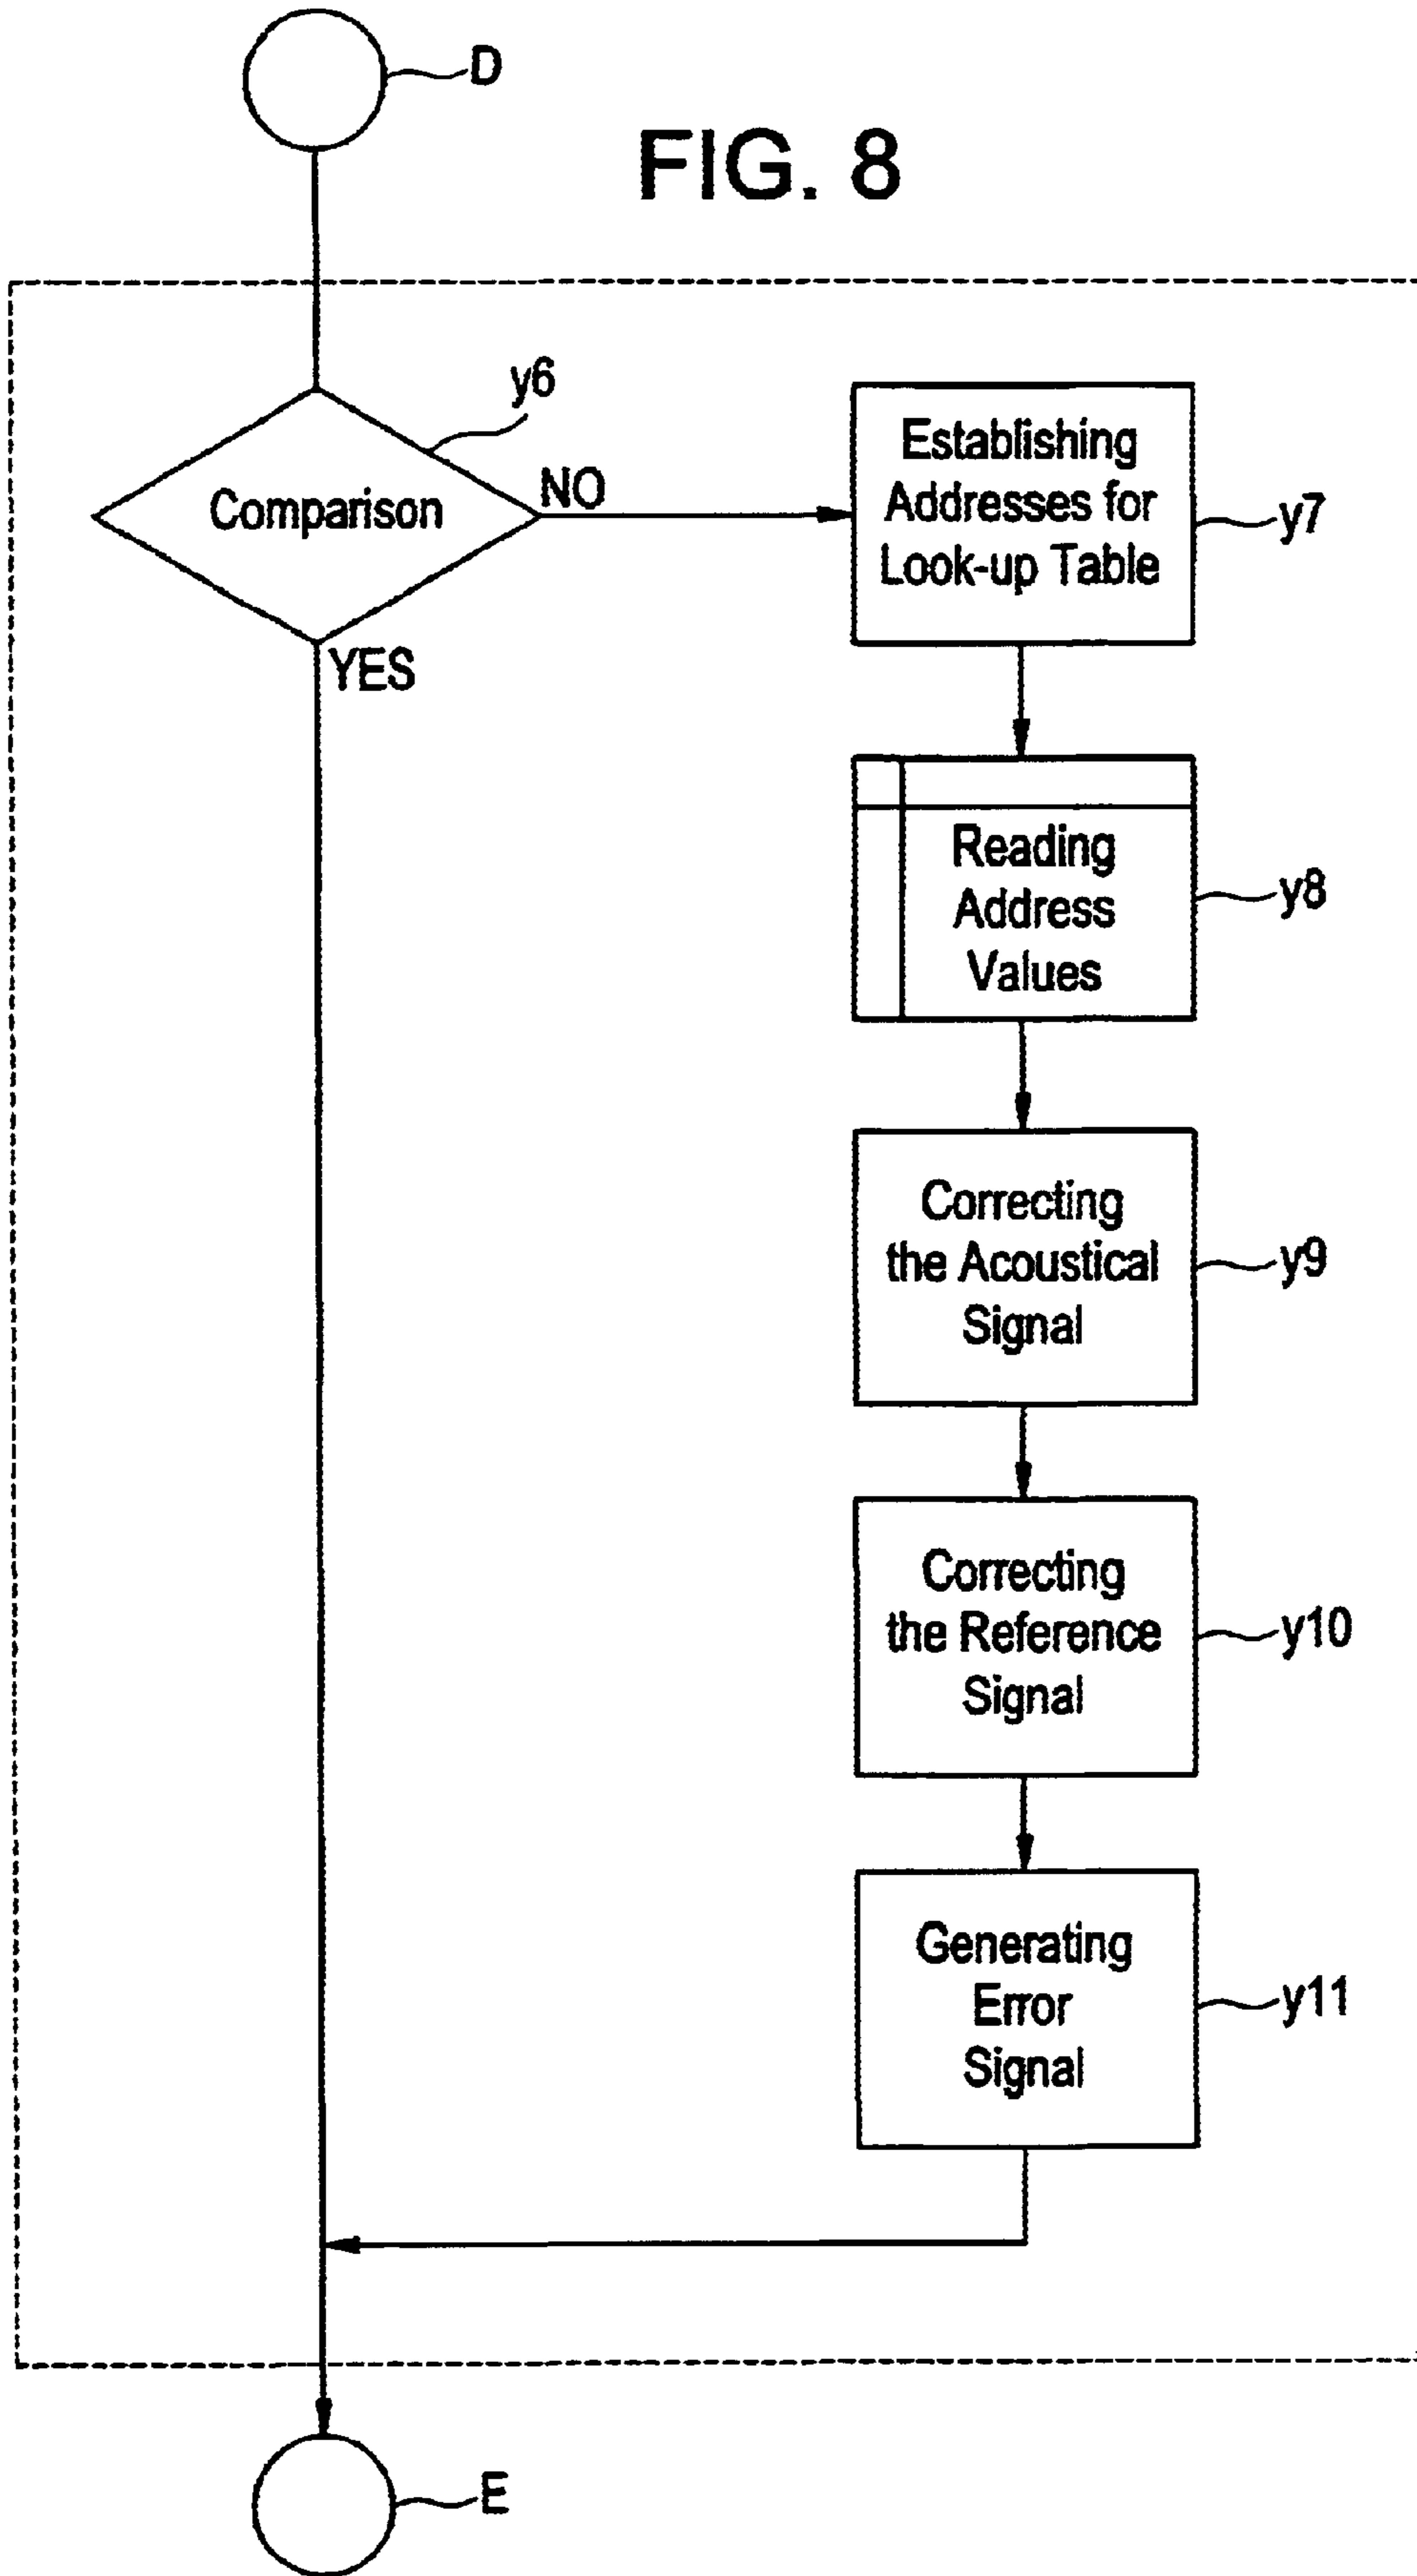 D
FIG. 8
y6
Comparison
NO
YES
Establishing
Addresses for
Look-up Table
y7
Reading
Address
Values
y8
Correcting
the Acoustical
Signal
y9
Correcting
the Reference
Signal
y10
Generating
Error
Signal
y11
E